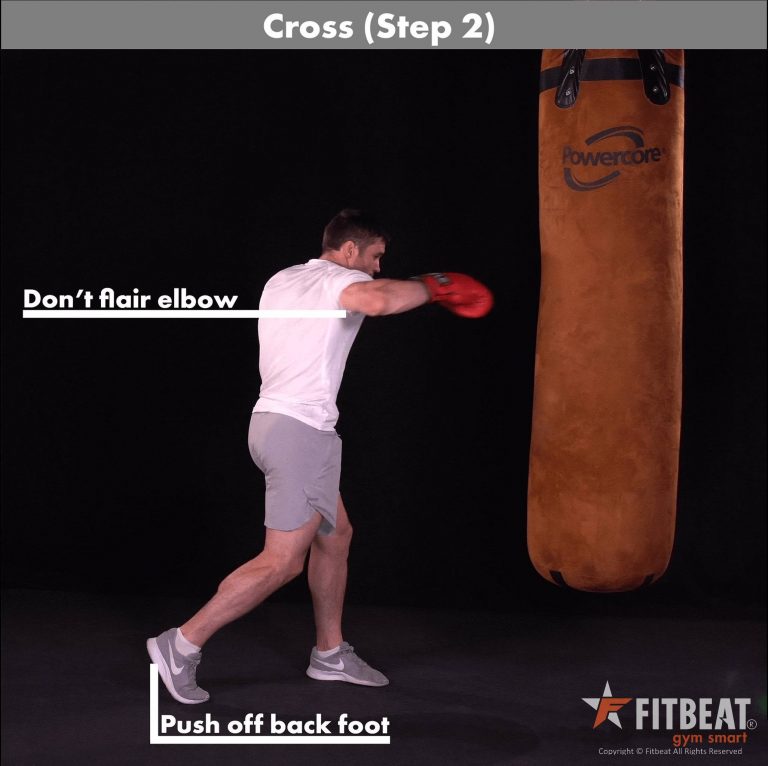 Cross (Step 2)
Powercore
Don't flair elbow
Push off back foot
FITBEAT®
gym smart
Copyright © Fitbeat All Rights Reserved